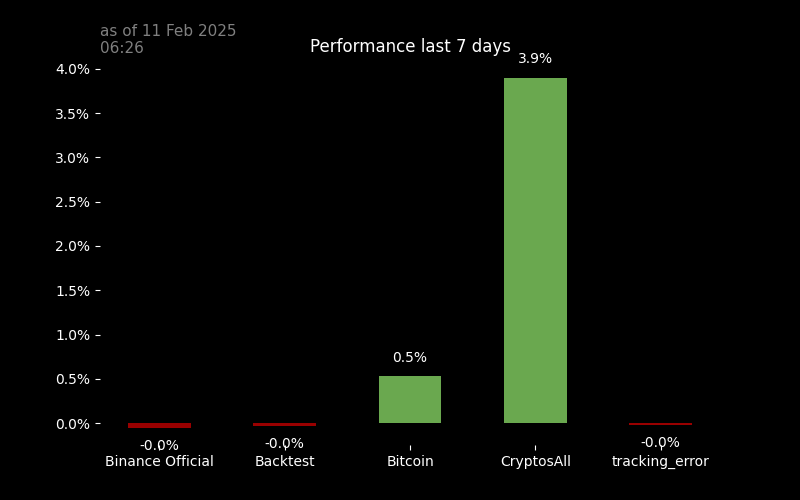 as of 11 Feb 2025
06:26
Performance last 7 days
4.0%
3.5%
3.0%
2.5%
2.0%
1.5%
1.0%
0.5%
0.0%
-0.0%
-0.0%
0.5%
3.9%
-0.0%
Binance Official
Backtest
Bitcoin
CryptosAll
tracking_error